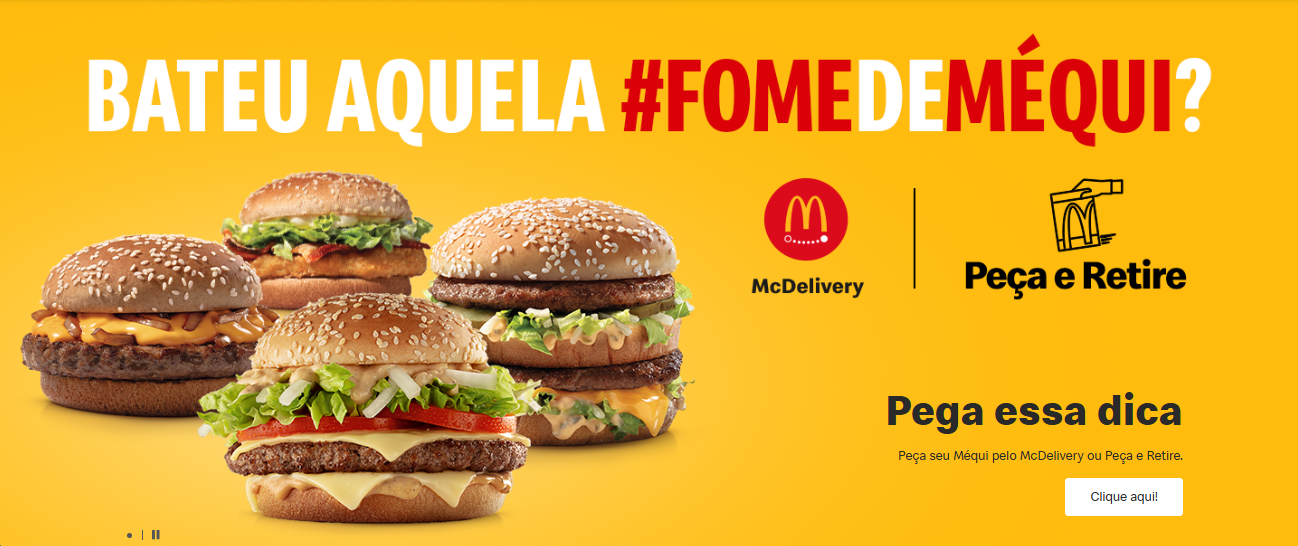 BATEU AQUELA #FOMEDEMÉQUI?
McDelivery
Peça e Retire
Pega essa dica
Peça seu Méqui pelo McDelivery ou Peça e Retire.
Clique aqui!